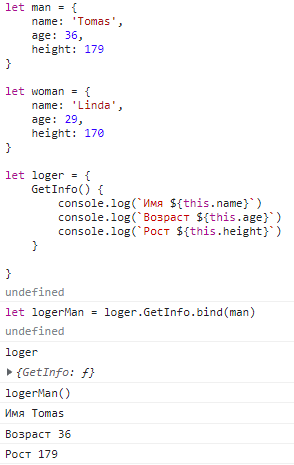 let man = {
    name: 'Tomas',
    age: 36,
    height: 179
}
let woman = {
    name: 'Linda',
    age: 29,
    height: 170
}
let loger = {
    GetInfo() {
        console.log(`Имя ${this.name}`)
        console.log(`Возраст ${this.age}`)
        console.log(`Рост ${this.height}`)
    }
}
undefined
let logerMan = loger.GetInfo.bind(man)
undefined
loger
▶ {GetInfo: ƒ}
logerMan()
Имя Tomas
Возраст 36
Рост 179